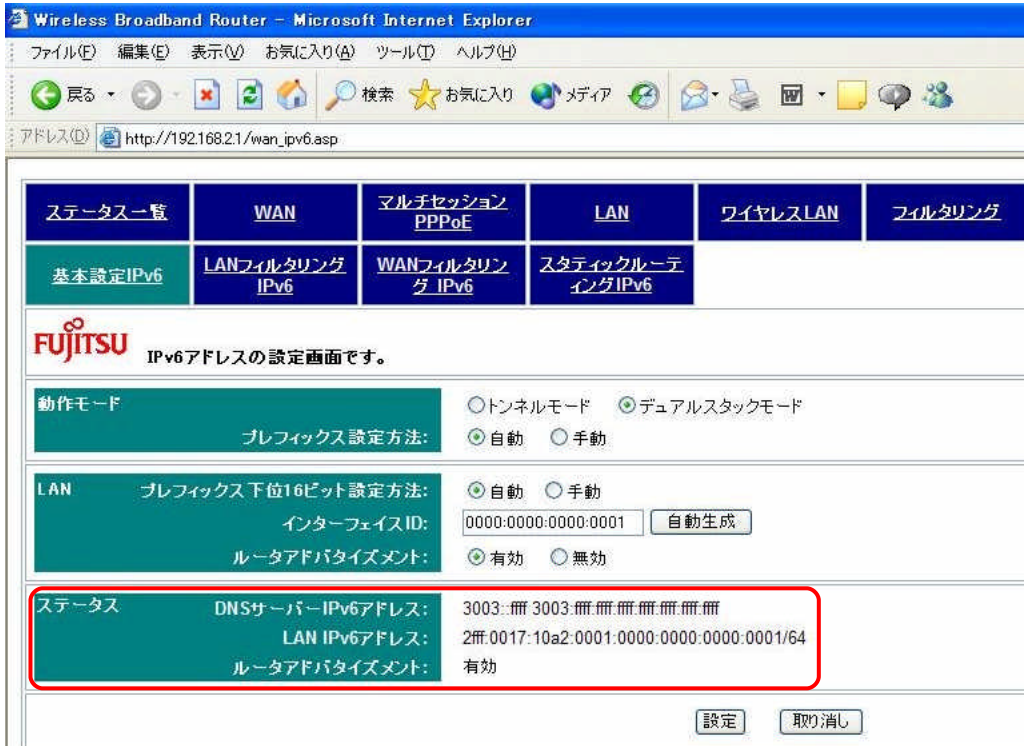 Wireless Broadband Router - Microsoft Internet Explorer
ファイル(F) 編集(E) 表示(V) お気に入り(A) ツール(T) ヘルプ(H)
戻る 検索 お気に入り メディア
アドレス(D) http://192.168.2.1/wan_ipv6.asp
ステータス一覧 WAN マルチセッション PPPoE LAN ワイヤレスLAN フィルタリング
基本設定IPv6 LANフィルタリング IPv6 WANフィルタリング IPv6 スタティックルーティングIPv6
FUJITSU IPv6アドレスの設定画面です。
動作モード トンネルモード デュアルスタックモード
プレフィックス設定方法: 自動 手動
LAN プレフィックス下位16ビット設定方法: 自動 手動
インターフェイスID: 0000:0000:0000:0001 自動生成
ルータアドバタイズメント: 有効 無効
ステータス DNSサーバーIPv6アドレス: 3003::ffff 3003:ffff:ffff:ffff:ffff:ffff:ffff:ffff
LAN IPv6アドレス: 2fff:0017:10a2:0001:0000:0000:0000:0001/64
ルータアドバタイズメント: 有効
設定 取り消し